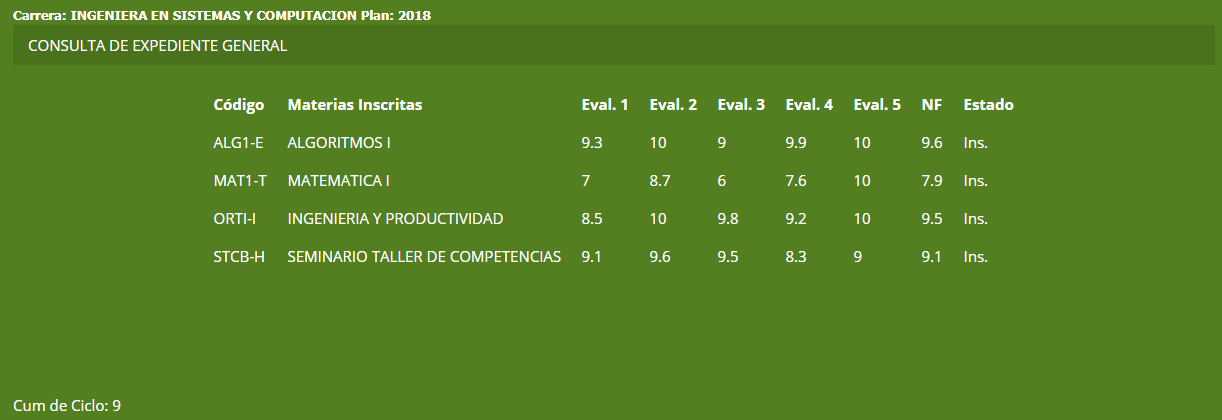 Carrera: INGENIERA EN SISTEMAS Y COMPUTACION Plan: 2018
CONSULTA DE EXPEDIENTE GENERAL
Código Materias Inscritas Eval. 1 Eval. 2 Eval. 3 Eval. 4 Eval. 5 NF Estado
ALG1-E ALGORITMOS I 9.3 10 9 9.9 10 9.6 Ins.
MAT1-T MATEMATICA I 7 8.7 6 7.6 10 7.9 Ins.
ORTI-I INGENIERIA Y PRODUCTIVIDAD 8.5 10 9.8 9.2 10 9.5 Ins.
STCB-H SEMINARIO TALLER DE COMPETENCIAS 9.1 9.6 9.5 8.3 9 9.1 Ins.
Cum de Ciclo: 9